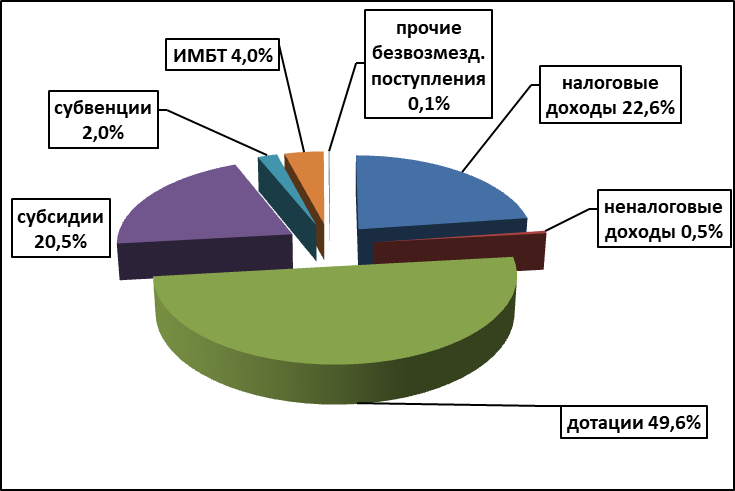 ИМБТ 4,0%
прочие
безвозмезд.
поступления
0,1%
налоговые
доходы 22,6%
субвенции
2,0%
субсидии
20,5%
неналоговые
доходы 0,5%
дотации 49,6%